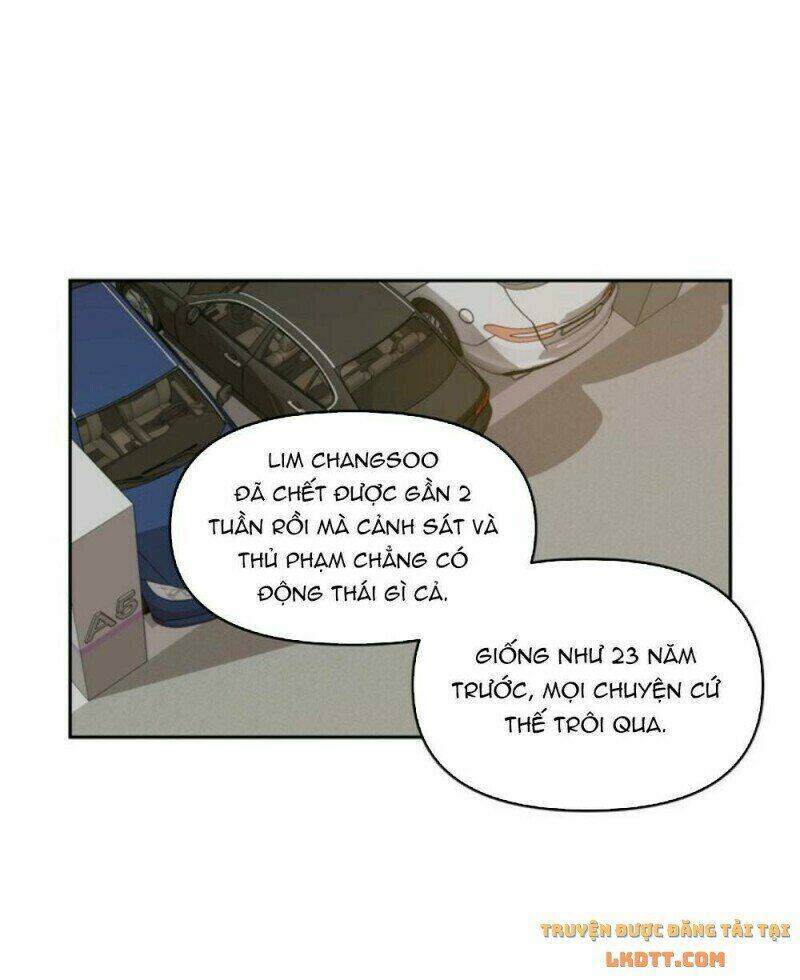 LIM CHANGSOO
ĐÃ CHẾT ĐƯỢC GẦN 2
TUẦN RỒI MÀ CẢNH SÁT VÀ
THỦ PHẠM CHẲNG CÓ
ĐỘNG THÁI GÌ CẢ.
A5
GIỐNG NHƯ 23 NĂM
TRƯỚC, MỌI CHUYỆN CỨ
THẾ TRÔI QUA.
TRUYỆN ĐƯỢC ĐĂNG TẢI TẠI
LKDTT.COM